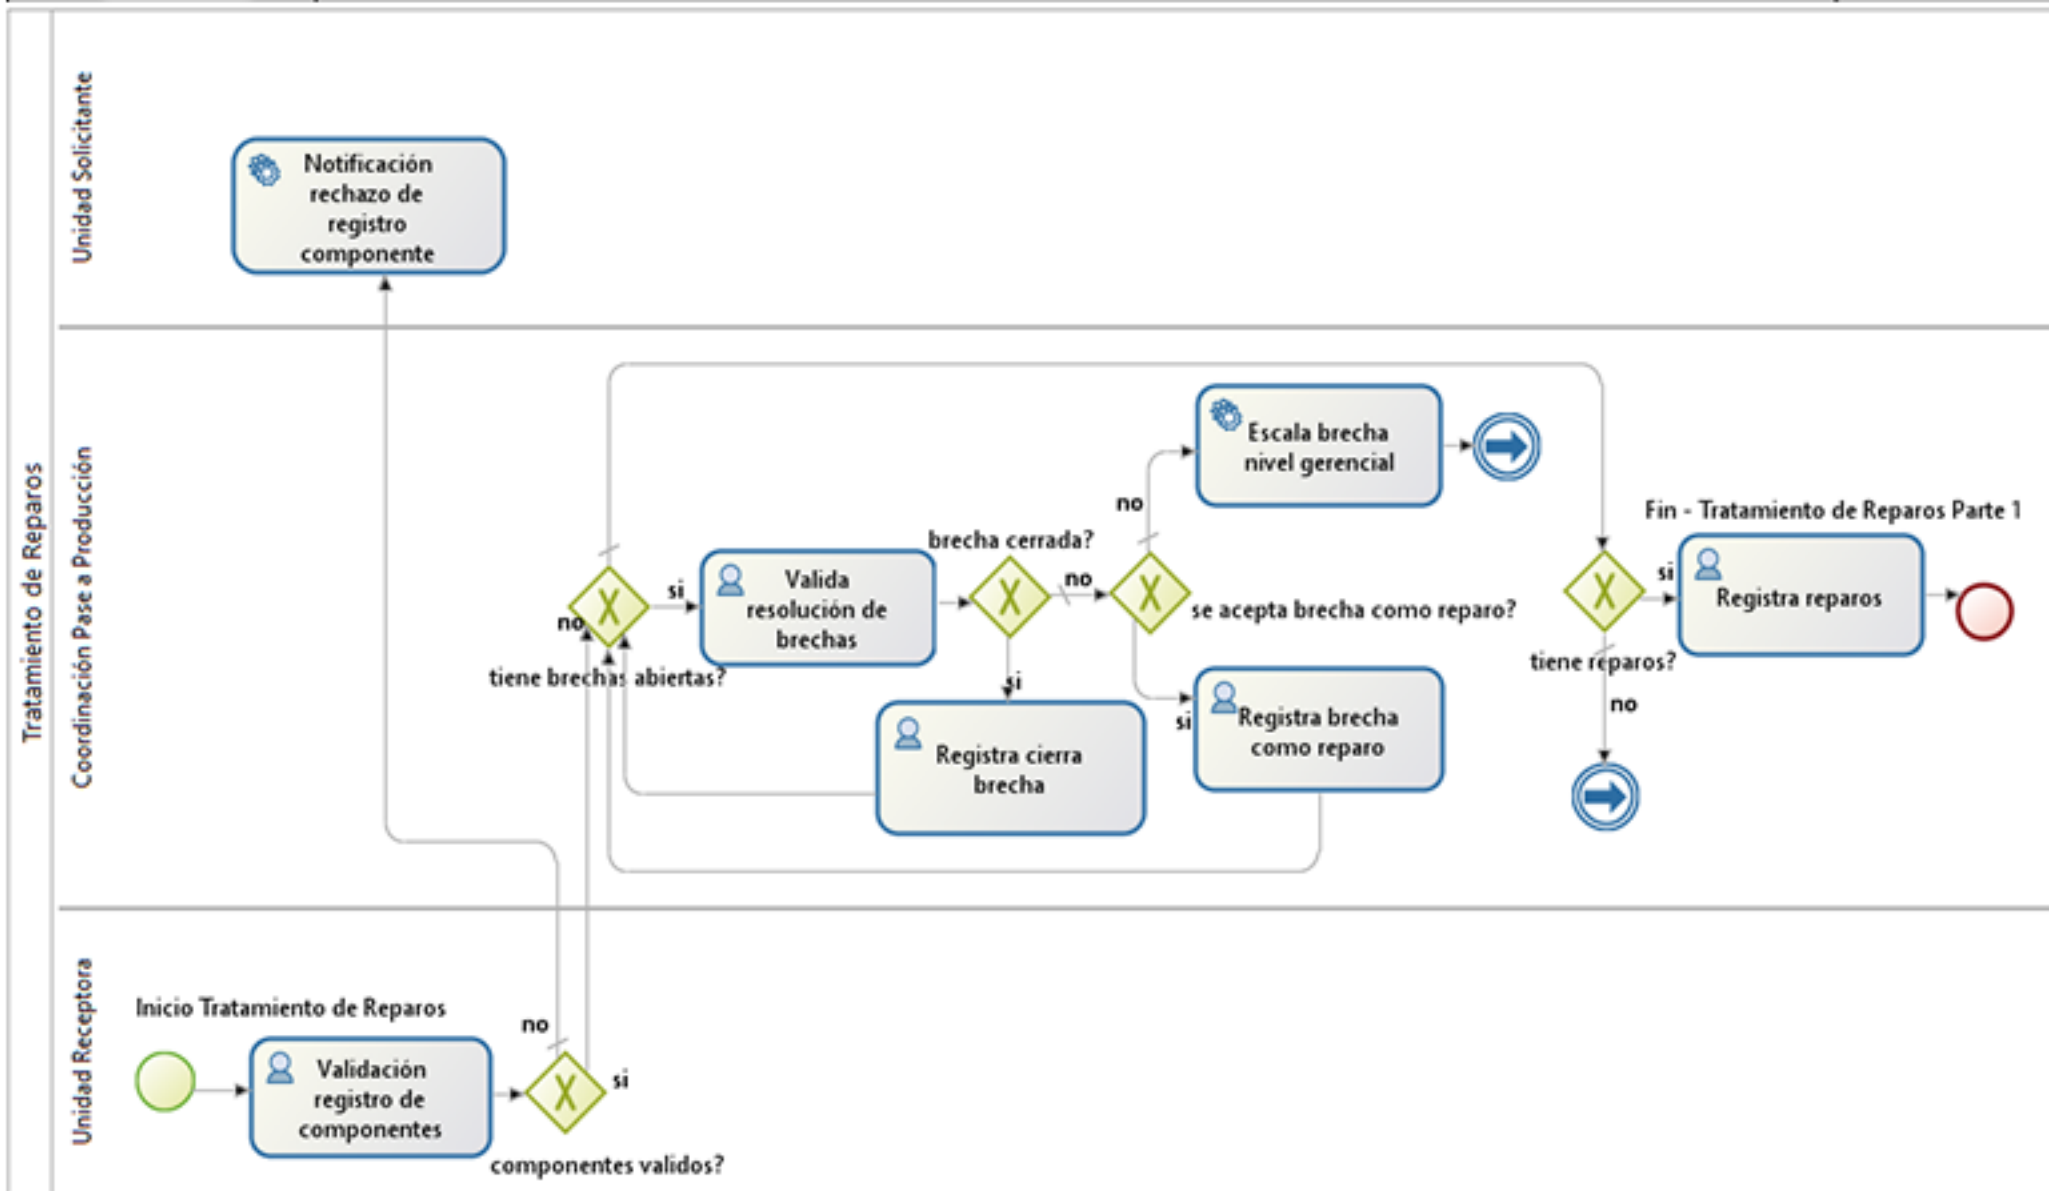 Tratamiento de Reparos
Unidad Solicitante
Notificación
rechazo de
registro
componente
Coordinación Pase a Producción
no
tiene brechas abiertas?
si
Valida
resolución de
brechas
brecha cerrada?
no
si
Registra cierra
brecha
no
se acepta brecha como reparo?
si
Escala brecha
nivel gerencial
Registra brecha
como reparo
Fin - Tratamiento de Reparos Parte 1
si
Registra reparos
tiene reparos?
no
Unidad Receptora
Inicio Tratamiento de Reparos
Validación
registro de
componentes
no
si
componentes validos?